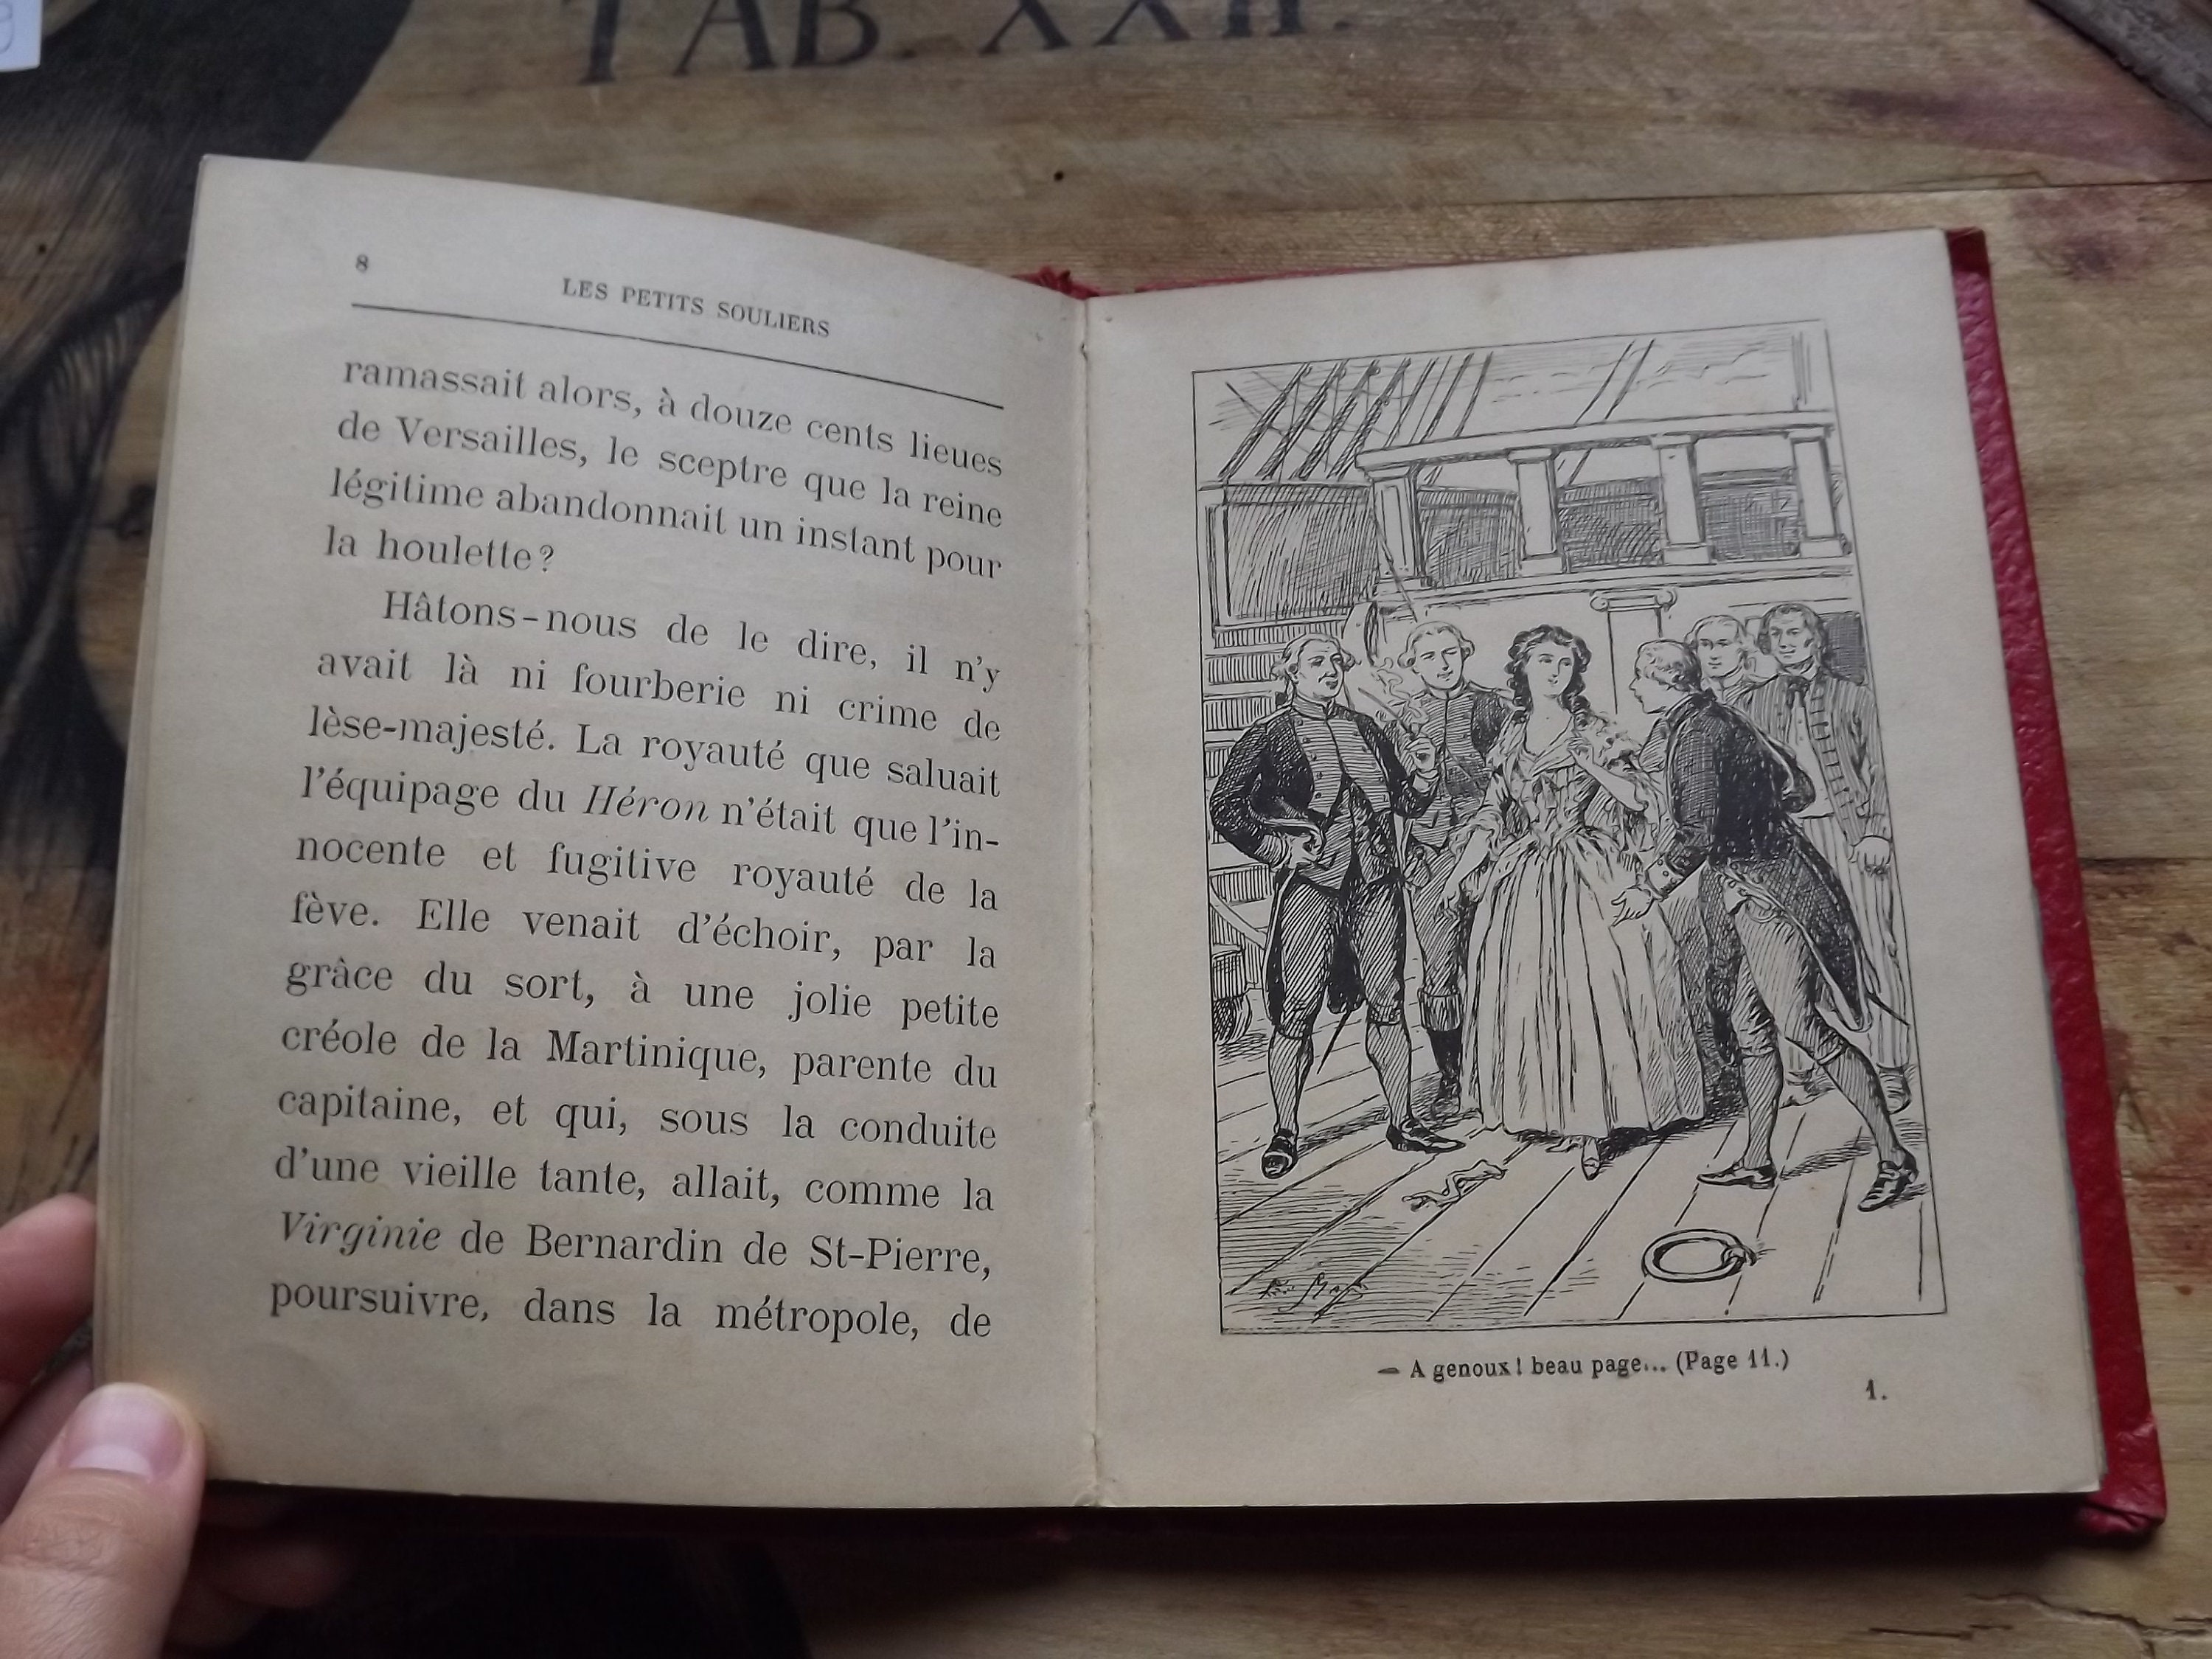 TAB. XXII.
8
LES PETITS SOULIERS
ramassait alors, à douze cents lieues
de Versailles, le sceptre que la reine
légitime abandonnait un instant pour
la houlette ?
Hâtons-nous de le dire, il n'y
avait là ni fourberie ni crime de
lèse-majesté. La royauté que saluait
l'équipage du Héron n'était que l'in-
nocente et fugitive royauté de la
fève. Elle venait d'échoir, par la
grâce du sort, à une jolie petite
créole de la Martinique, parente du
capitaine, et qui, sous la conduite
d'une vieille tante, allait, comme la
Virginie de Bernardin de St-Pierre,
poursuivre, dans la métropole, de
— A genoux ! beau page... (Page 11.)
1.